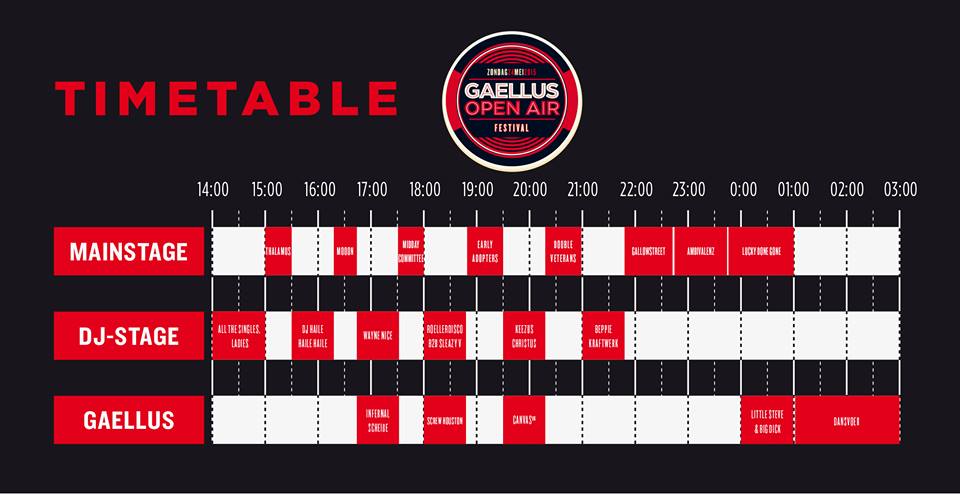 TIMETABLE
ZONDAG 24 MEI 2015
GAELLUS
OPEN AIR
FESTIVAL
14:00 15:00 16:00 17:00 18:00 19:00 20:00 21:00 22:00 23:00 0:00 01:00 02:00 03:00
MAINSTAGE
THALAMUS
MOOON
MIDDAY
COMMITTEE
EARLY
ADOPTERS
DOUBLE
VETERANS
GALLOWSTREET
AMBIVALENZ
LUCKY DONE GONE
DJ-STAGE
ALL THE SINGLES,
LADIES
DJ HAILE
HAILE HAILE
WAYNE NICE
ROELLERDISCO
B2B SLEAZY V
KEEZUS
CHRISTUS
BEPPIE
KRAFTWERK
GAELLUS
INFERNAL
SCHEIDE
SCREW HOUSTON
CANVAS
LITTLE STEVE
& BIG DICK
DANSVOER